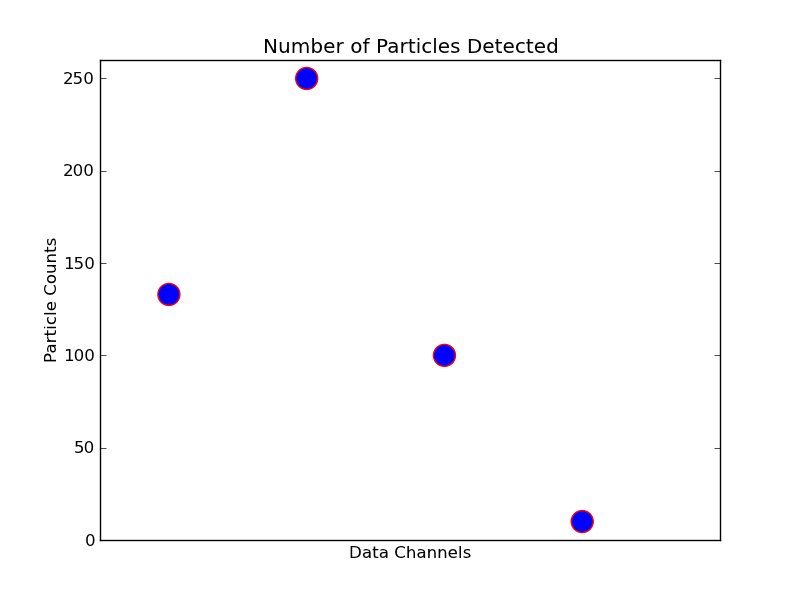 Number of Particles Detected
250
200
150
100
50
0
Particle Counts
Data Channels